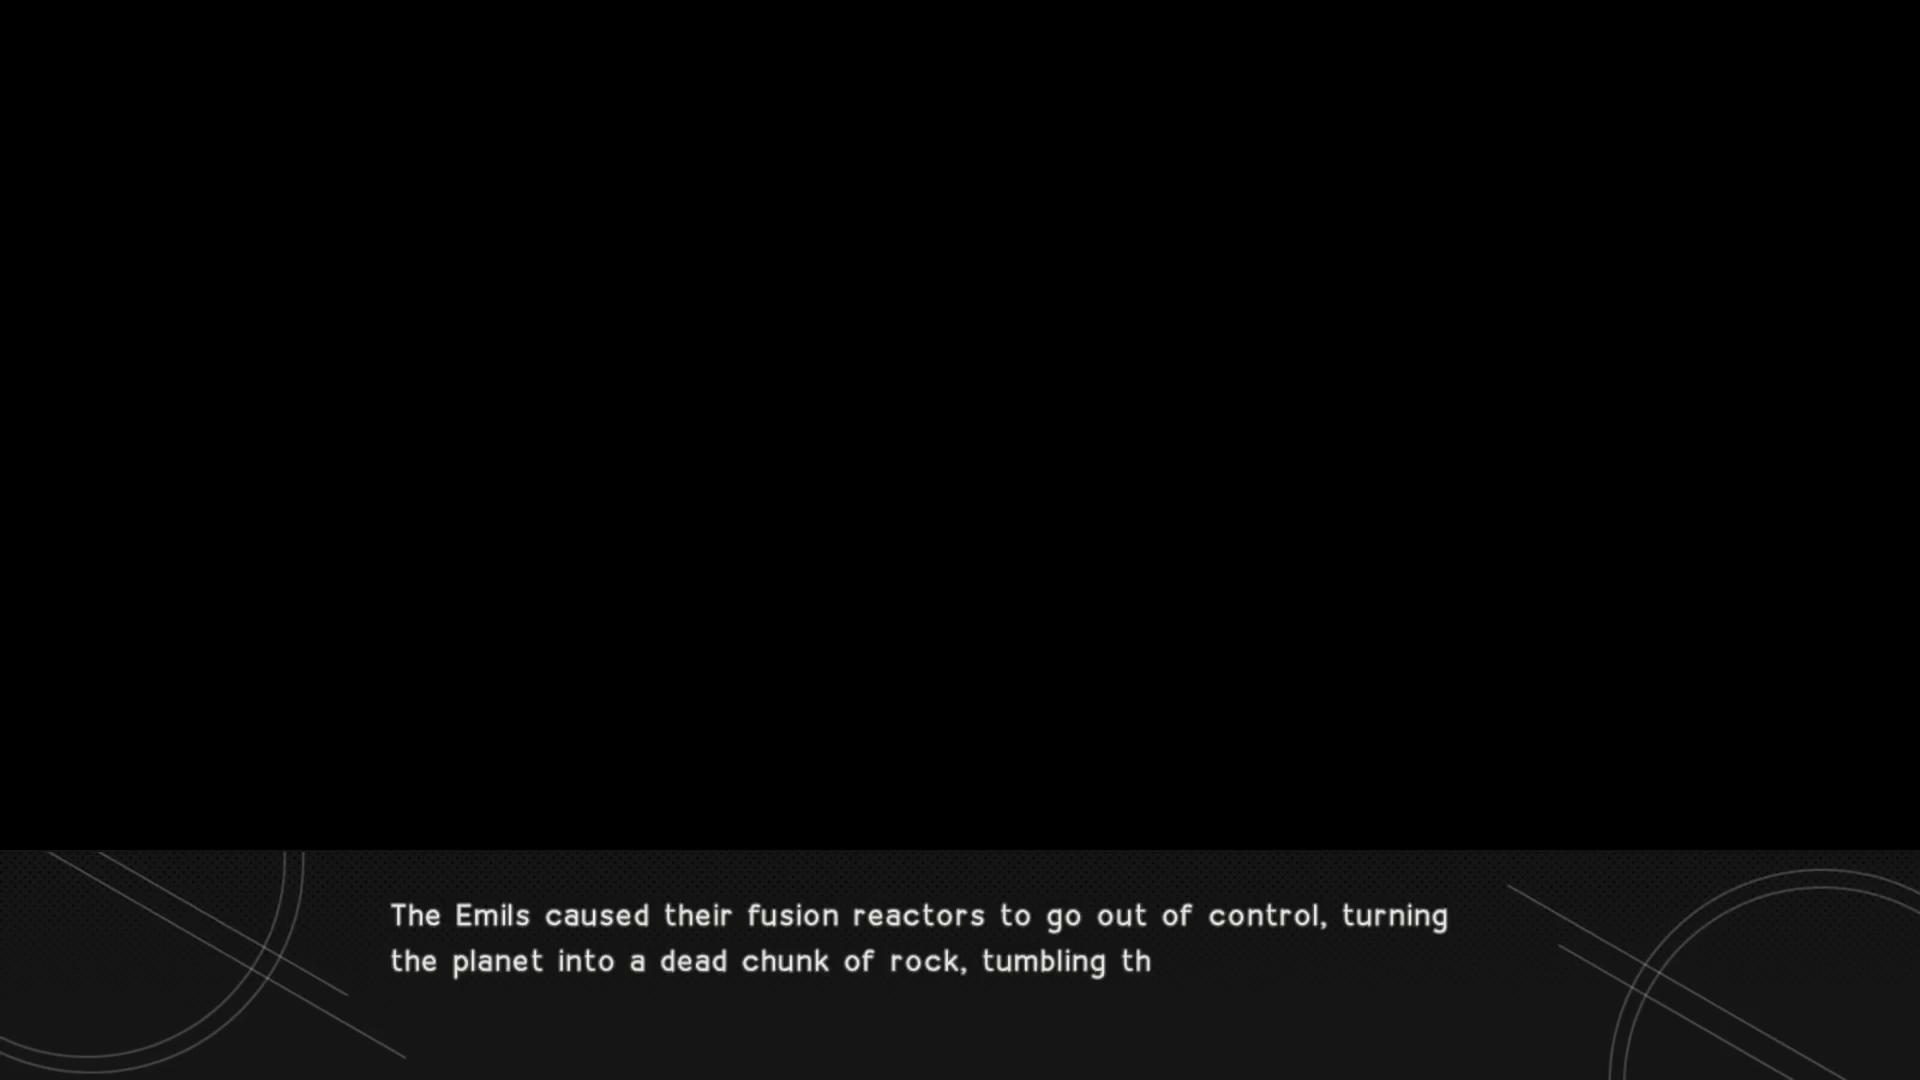 The Emils caused their fusion reactors to go out of control, turning
the planet into a dead chunk of rock, tumbling th